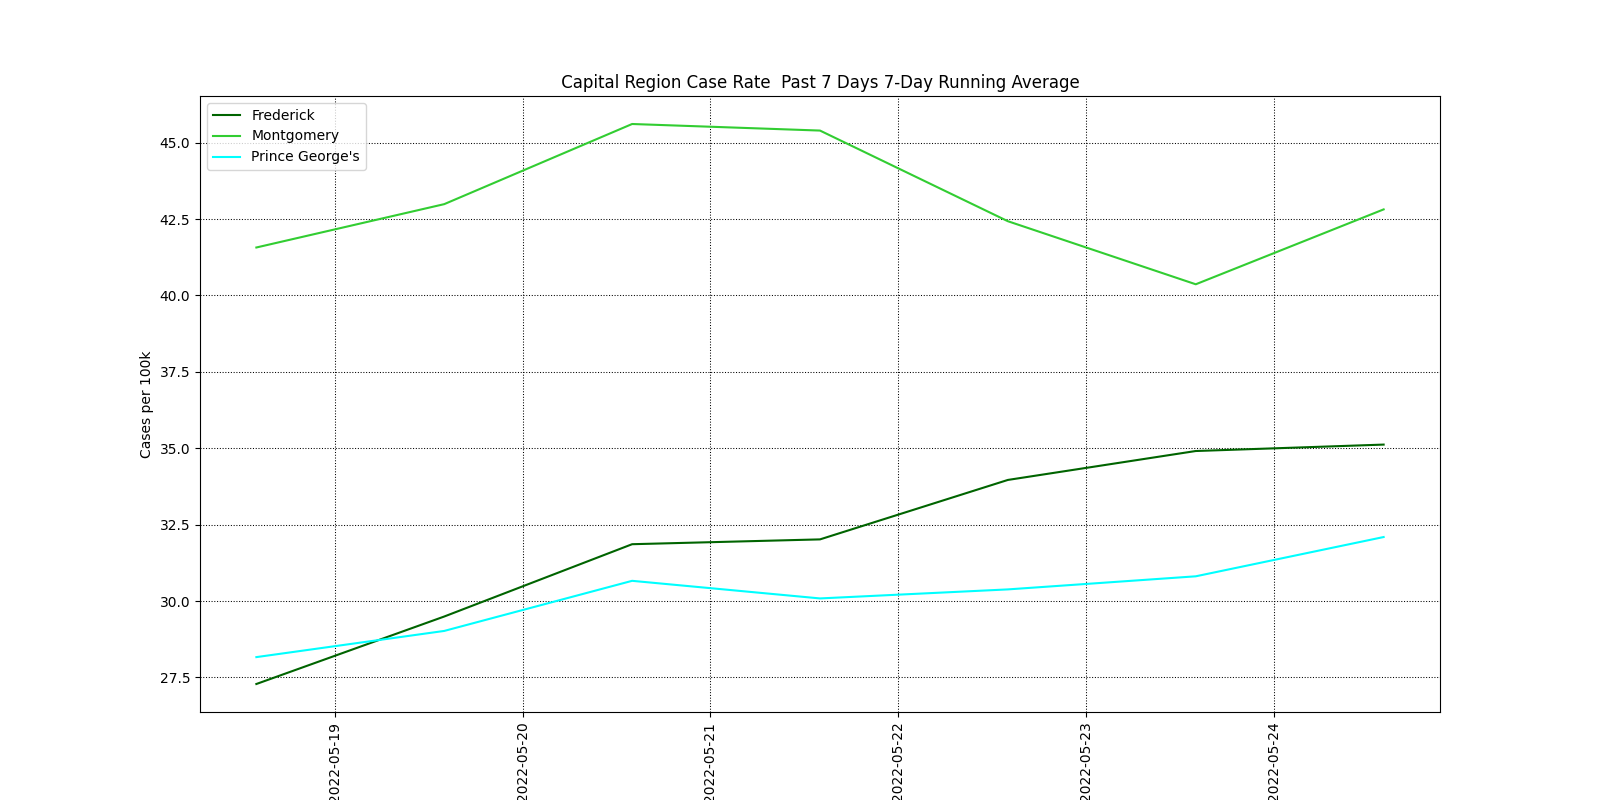 Capital Region Case Rate  Past 7 Days 7-Day Running Average
Frederick
Montgomery
Prince George's
45.0
42.5
40.0
37.5
35.0
32.5
30.0
27.5
Cases per 100k
2022-05-19
2022-05-20
2022-05-21
2022-05-22
2022-05-23
2022-05-24